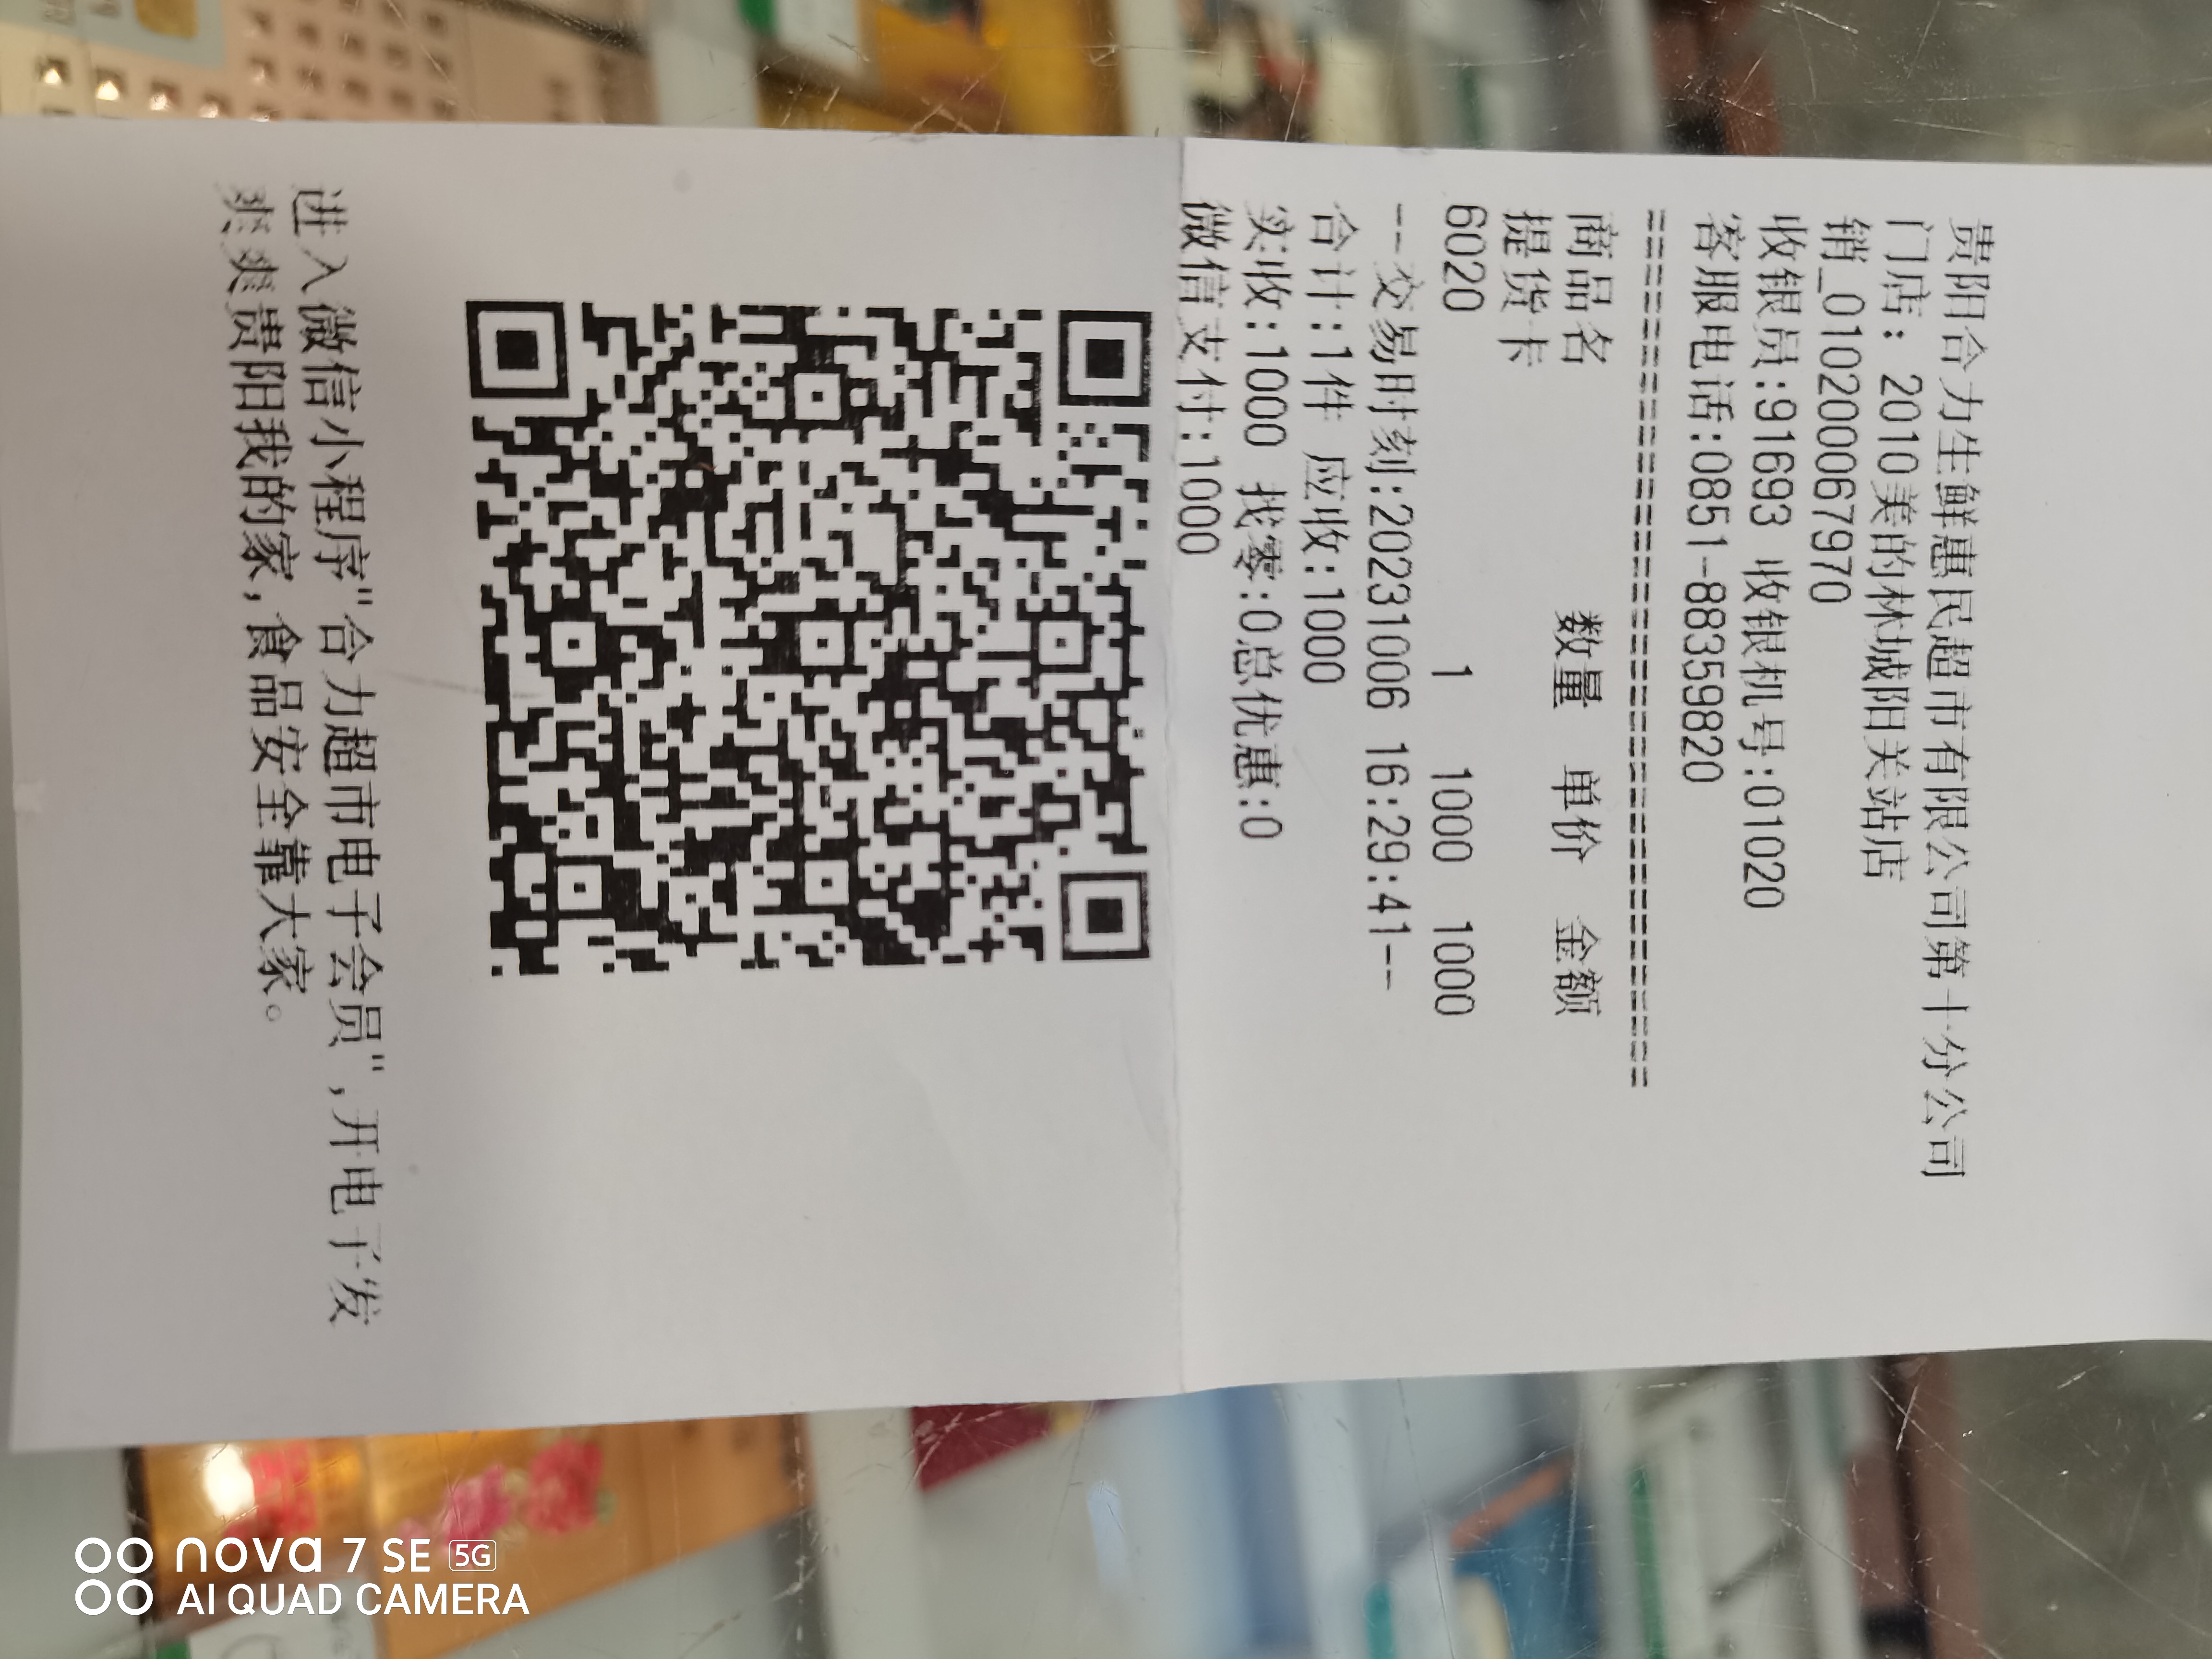 贵阳合力生鲜惠民超市有限公司第十分公司
门店: 2010美的林城阳关站店
销_0102000067970
收银员:91693 收银机号:01020
客服电话:0851-88359820
==========================================
商品名 数量 单价 金额
提货卡
6020 1 1000 1000
--交易时刻:20231006 16:29:41--
合计:1件 应收:1000
实收:1000 找零:0总优惠:0
微信支付:1000
进入微信小程序"合力超市电子会员",开电子发
爽爽贵阳我的家,食品安全靠大家。
nova 7 SE 5G
AI QUAD CAMERA